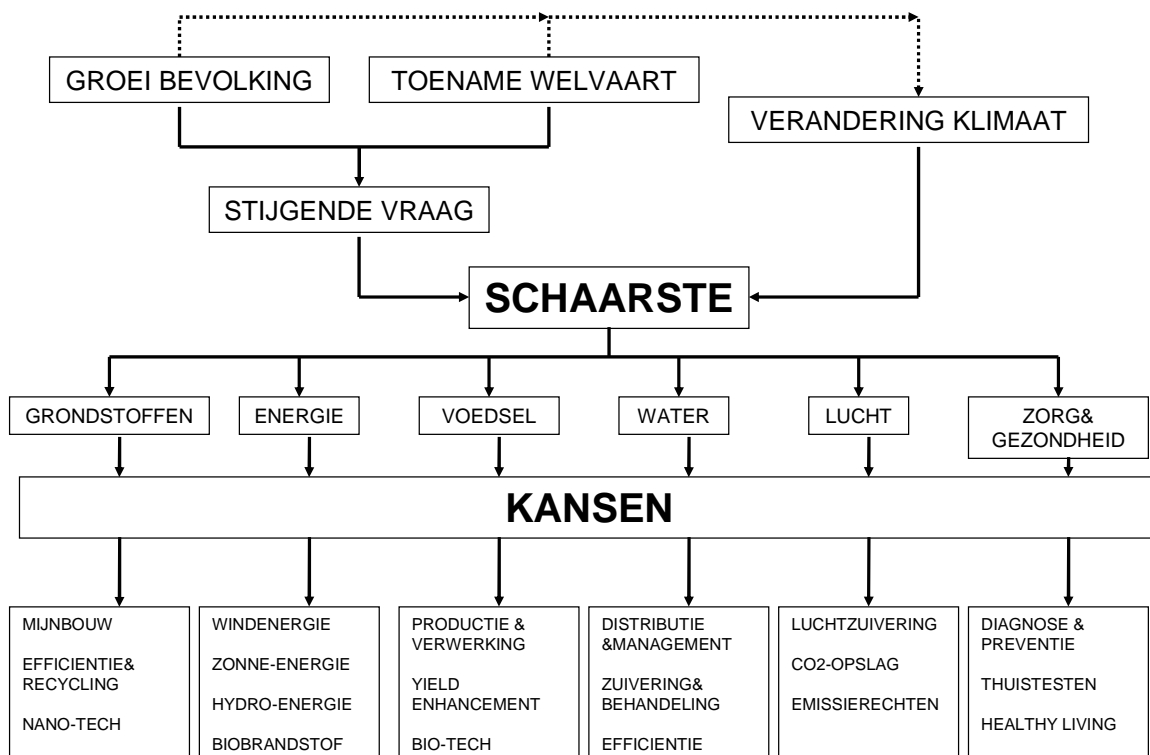 GROEI BEVOLKING
TOENAME WELVAART
VERANDERING KLIMAAT
STIJGENDE VRAAG
SCHAARSTE
GRONDSTOFFEN
ENERGIE
VOEDSEL
WATER
LUCHT
ZORG&
GEZONDHEID
KANSEN
MIJNBOUW
EFFICIENTIE&
RECYCLING
NANO-TECH
WINDENERGIE
ZONNE-ENERGIE
HYDRO-ENERGIE
BIOBRANDSTOF
PRODUCTIE &
VERWERKING
YIELD
ENHANCEMENT
BIO-TECH
DISTRIBUTIE
&MANAGEMENT
ZUIVERING&
BEHANDELING
EFFICIENTIE
LUCHTZUIVERING
CO2-OPSLAG
EMISSIERECHTEN
DIAGNOSE &
PREVENTIE
THUISTESTEN
HEALTHY LIVING